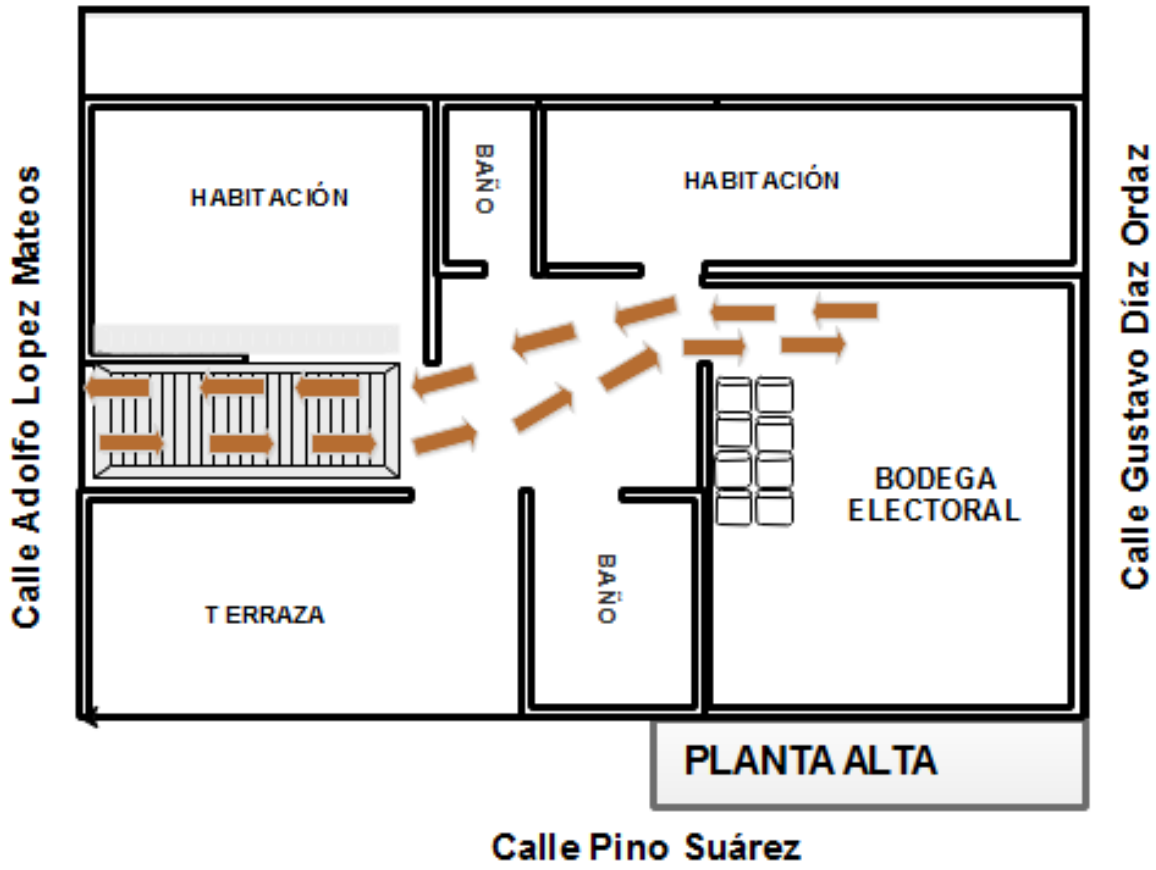 HABITACIÓN
BAÑO
HABITACIÓN
Calle Adolfo Lopez Mateos
Calle Gustavo Díaz Ordaz
BODEGA
ELECTORAL
TERRAZA
BAÑO
PLANTA ALTA
Calle Pino Suárez